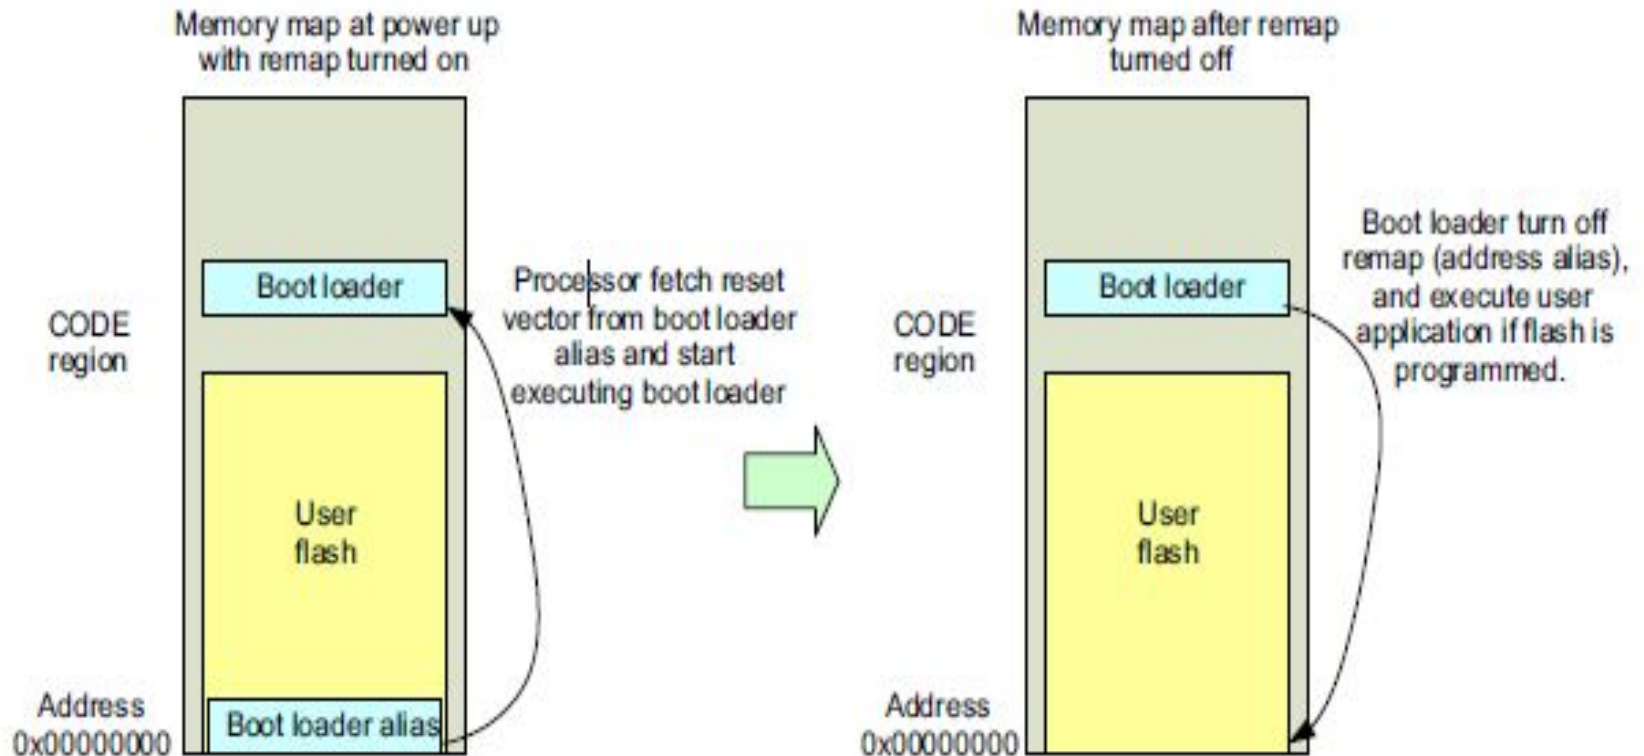 Memory map at power up
with remap turned on
Boot loader
CODE
region
Processor fetch reset
vector from boot loader
alias and start
executing boot loader
User
flash
Address
0x00000000
Boot loader alias
Memory map after remap
turned off
Boot loader
CODE
region
Boot loader turn off
remap (address alias),
and execute user
application if flash is
programmed.
User
flash
Address
0x00000000